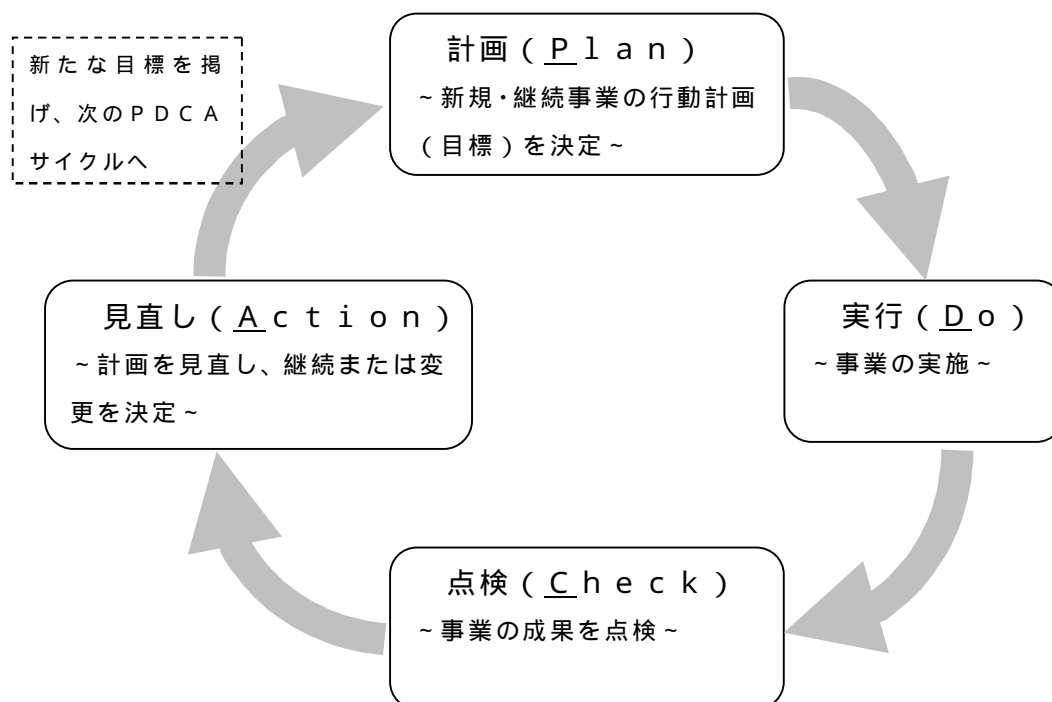 新たな目標を掲
げ、次のPDCA
サイクルへ
計画(Plan)
~新規・継続事業の行動計画
(目標)を決定~
実行(Do)
~事業の実施~
点検(Check)
~事業の成果を点検~
見直し(Action)
~計画を見直し、継続または変
更を決定~